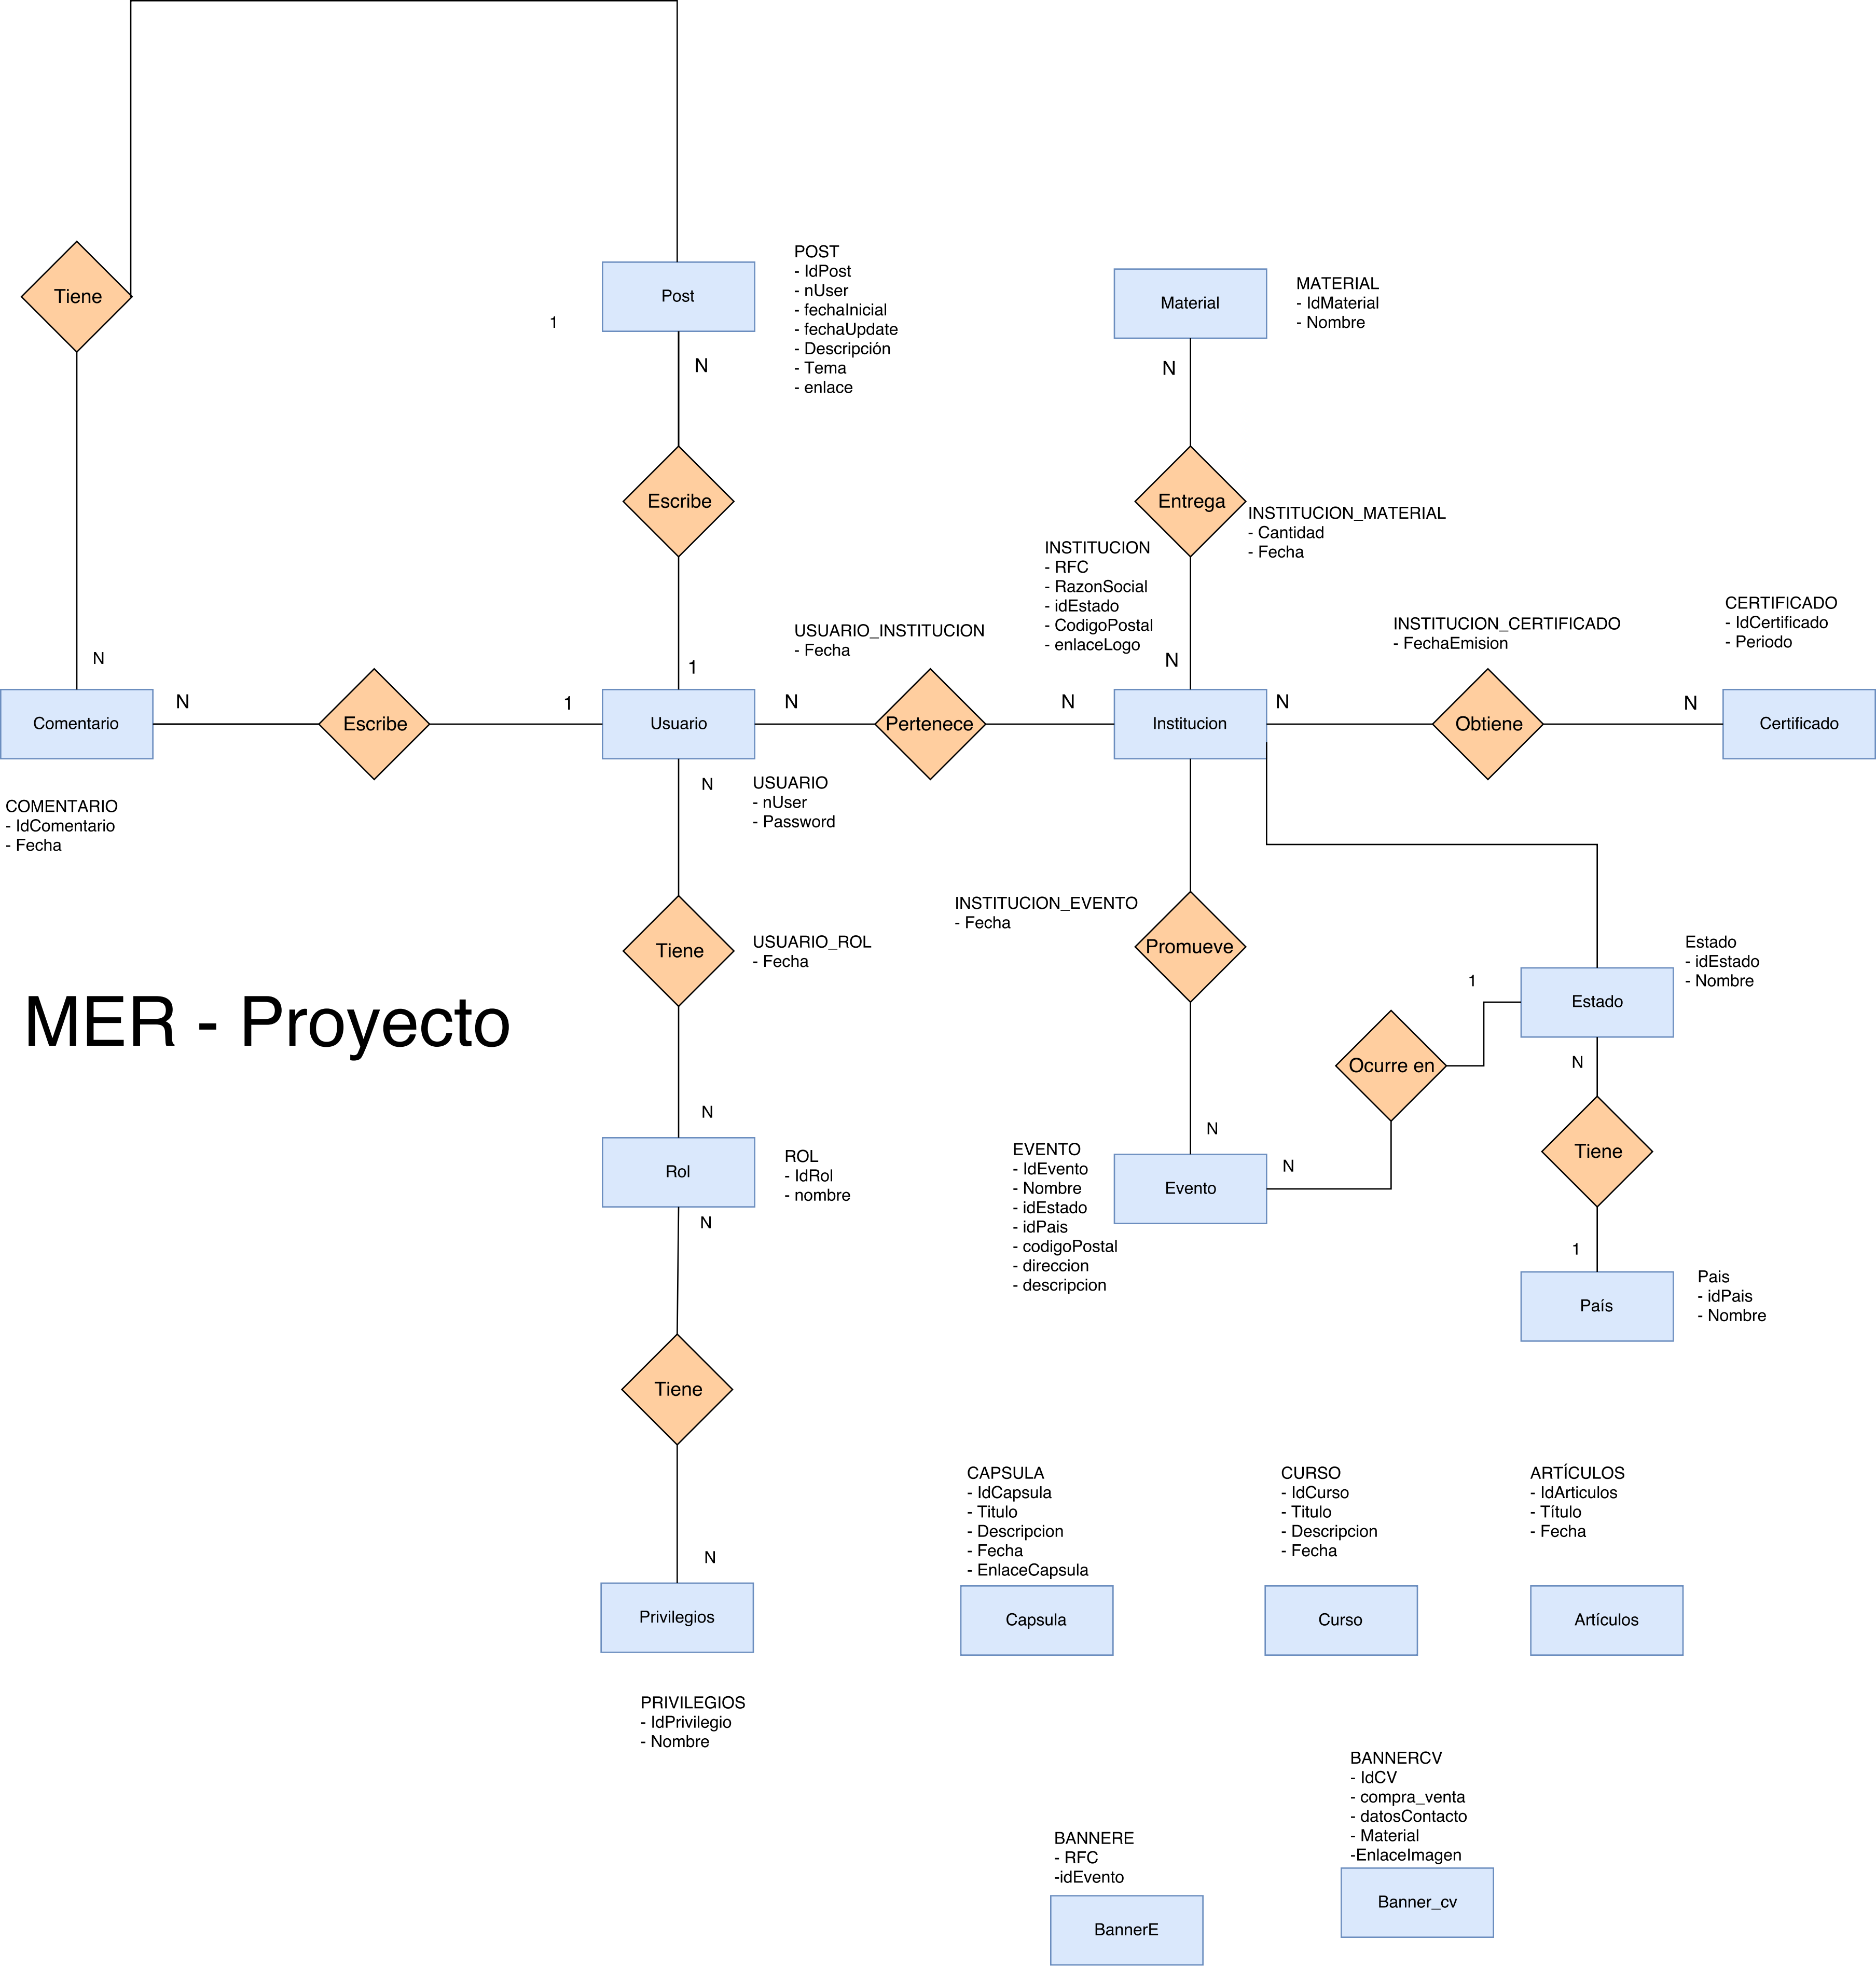 POST
- IdPost
- nUser
- fechaInicial
- fechaUpdate
- Descripción
- Tema
- enlace
MATERIAL
- IdMaterial
- Nombre
Tiene
Post
Material
1
N
N
Escribe
Entrega
INSTITUCION_MATERIAL
- Cantidad
- Fecha
INSTITUCION
- RFC
- RazonSocial
- idEstado
- CodigoPostal
- enlaceLogo
USUARIO_INSTITUCION
- Fecha
INSTITUCION_CERTIFICADO
- FechaEmision
CERTIFICADO
- IdCertificado
- Periodo
N
1
N
N
1
N
N
N
N
Comentario
Escribe
Usuario
Pertenece
Institucion
Obtiene
Certificado
COMENTARIO
- IdComentario
- Fecha
N
USUARIO
- nUser
- Password
INSTITUCION_EVENTO
- Fecha
Tiene
USUARIO_ROL
- Fecha
Promueve
Estado
- idEstado
- Nombre
1
Estado
MER - Proyecto
Ocurre en
N
N
N
Tiene
EVENTO
- IdEvento
- Nombre
- idEstado
- idPais
- codigoPostal
- direccion
- descripcion
N
Evento
Rol
ROL
- IdRol
- nombre
N
1
País
Pais
- idPais
- Nombre
Tiene
CAPSULA
- IdCapsula
- Titulo
- Descripcion
- Fecha
- EnlaceCapsula
CURSO
- IdCurso
- Titulo
- Descripcion
- Fecha
ARTÍCULOS
- IdArticulos
- Título
- Fecha
N
Privilegios
Capsula
Curso
Artículos
PRIVILEGIOS
- IdPrivilegio
- Nombre
BANNERCV
- IdCV
- compra_venta
- datosContacto
- Material
-EnlaceImagen
BANNERE
- RFC
-idEvento
Banner_cv
BannerE